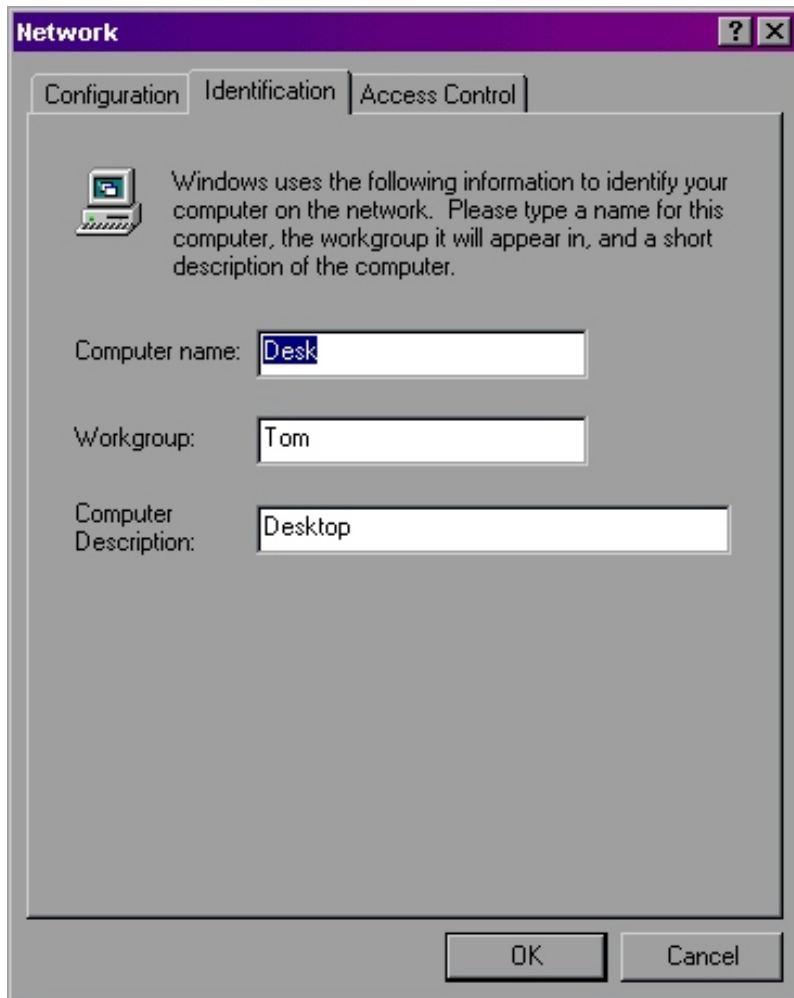 Network
Configuration Identification Access Control
Windows uses the following information to identify your
computer on the network.  Please type a name for this
computer, the workgroup it will appear in, and a short
description of the computer.
Computer name: Desk
Workgroup: Tom
Computer
Description: Desktop
OK Cancel